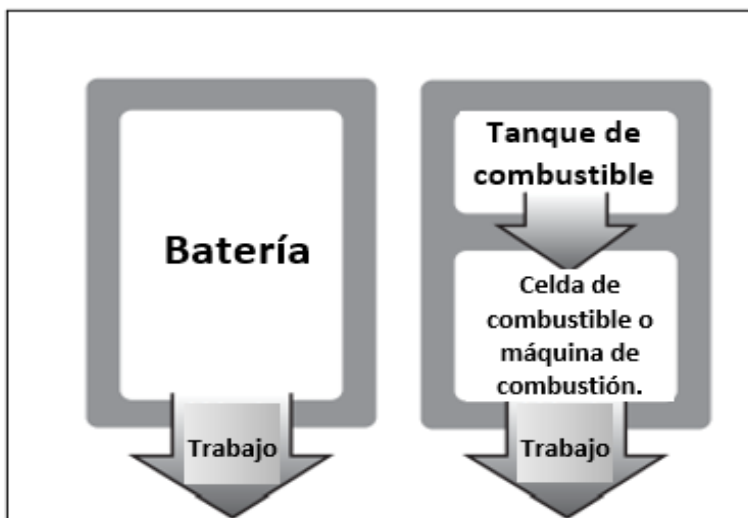 Batería
Trabajo
Tanque de
combustible
Celda de
combustible o
máquina de
combustión.
Trabajo